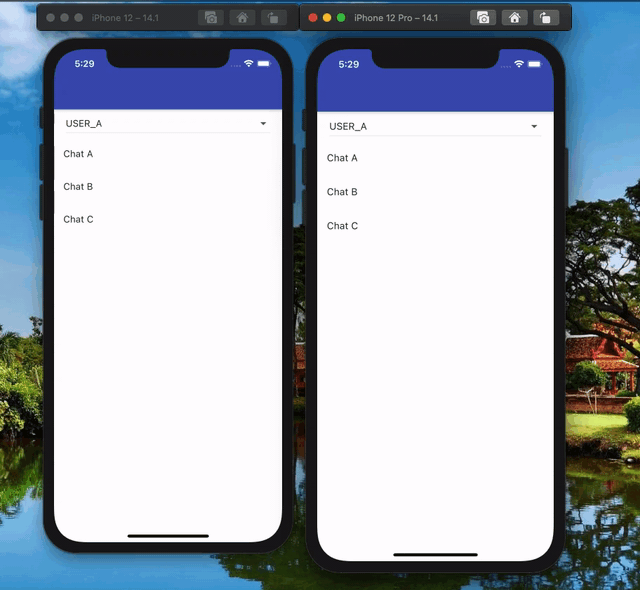 iPhone 12 – 14.1
5:29
USER_A
Chat A
Chat B
Chat C
iPhone 12 Pro – 14.1
5:29
USER_A
Chat A
Chat B
Chat C